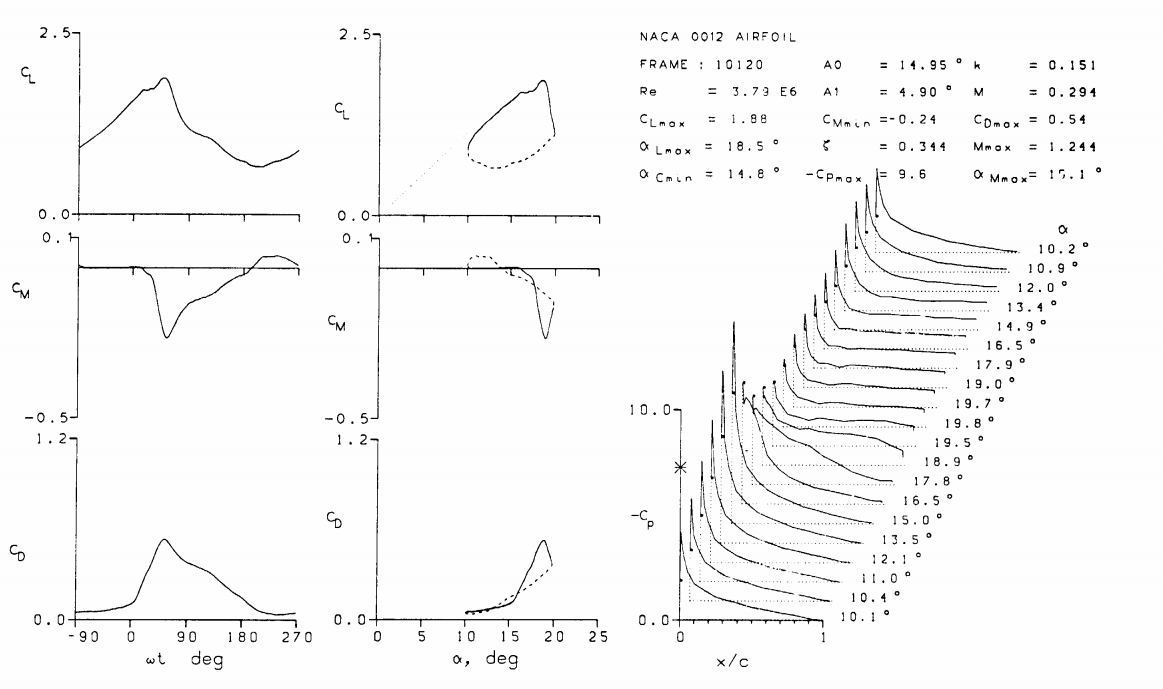 NACA 0012 AIRFOIL
FRAME : 10120 A0 = 14.95 ° k = 0.151
Re = 3.79 E6 A1 = 4.90 ° M = 0.294
CLmax = 1.88 CMmin =-0.24 CDmax = 0.54
αLmax = 18.5 ° ζ = 0.344 Mmax = 1.244
αCmin = 14.8 ° -CPmax = 9.6 αMmax= 15.1 °
2.5
CL
0.0
2.5
CL
0.0
0.1
CM
-0.5
0.1
CM
-0.5
1.2
CD
0.0
-90 0 90 180 270
ωt deg
1.2
CD
0.0
0 5 10 15 20 25
α, deg
α
10.2 °
10.9 °
12.0 °
13.4 °
14.9 °
16.5 °
17.9 °
19.0 °
19.7 °
19.8 °
19.5 °
18.9 °
17.8 °
16.5 °
15.0 °
13.5 °
12.1 °
11.0 °
10.4 °
10.1 °
10.0
-Cp
0.0
0 1
x/c